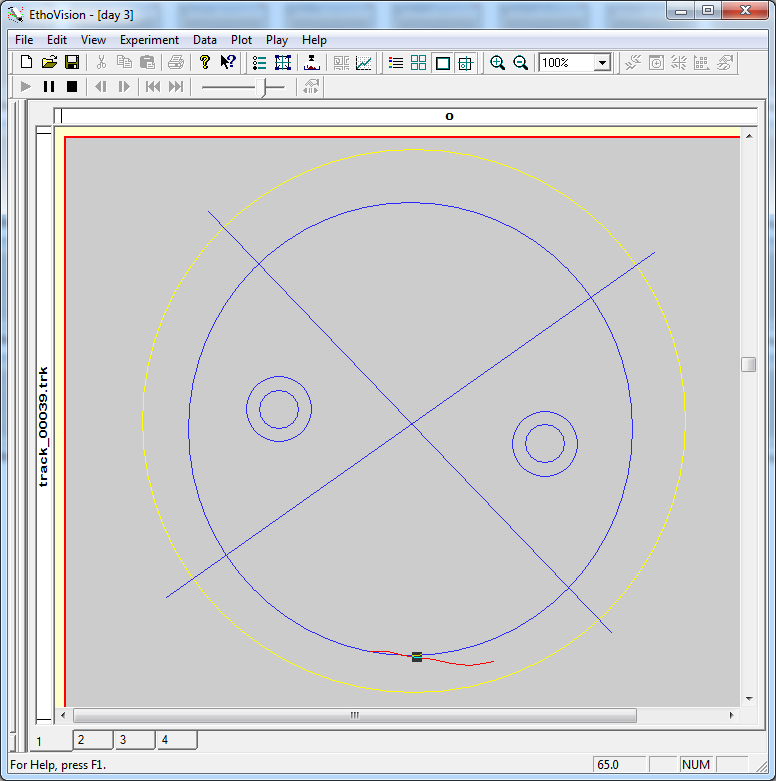 EthoVision - [day 3]
File Edit View Experiment Data Plot Play Help
100%
o
track_00039.trk
1 2 3 4
For Help, press F1. 65.0 NUM